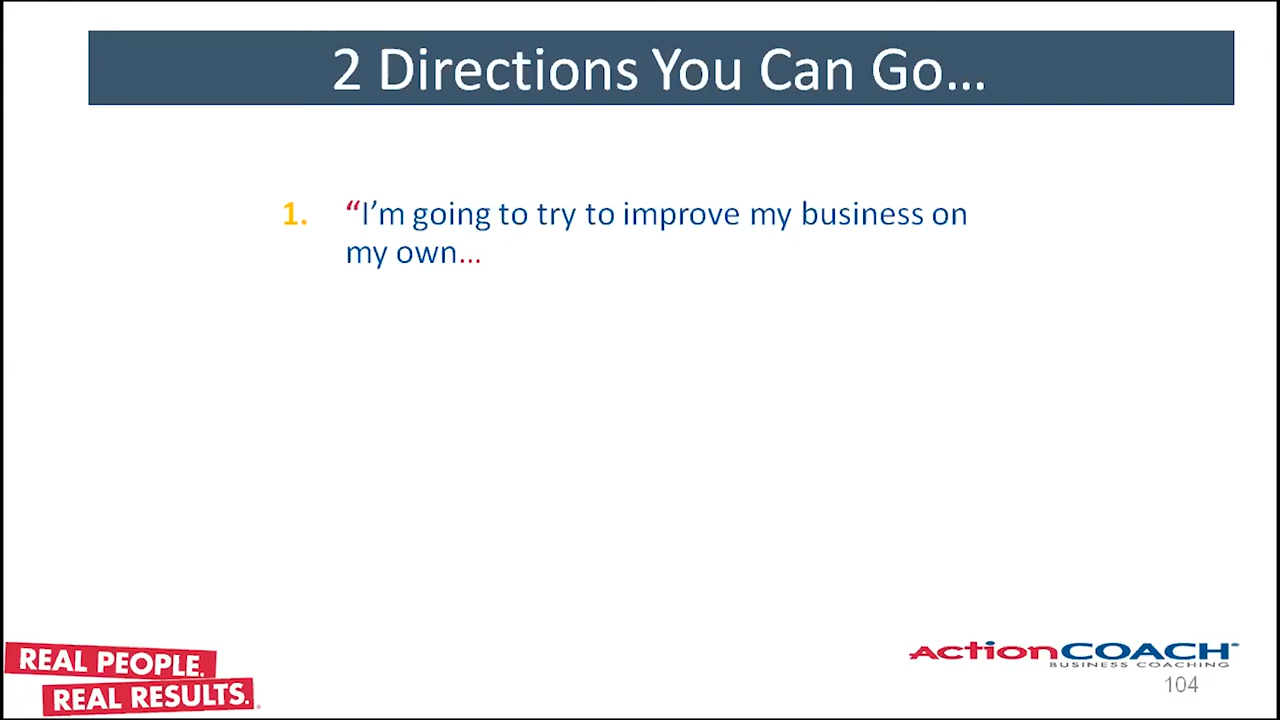 2 Directions You Can Go...
1. “I’m going to try to improve my business on
my own...
REAL PEOPLE.
REAL RESULTS.
ActionCOACH
BUSINESS COACHING
104